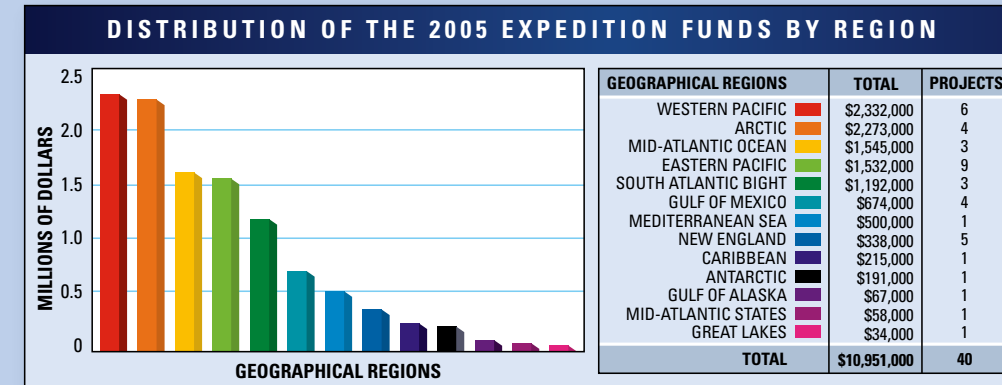 DISTRIBUTION OF THE 2005 EXPEDITION FUNDS BY REGION
2.5
2.0
1.5
1.0
0.5
0
MILLIONS OF DOLLARS
GEOGRAPHICAL REGIONS
GEOGRAPHICAL REGIONS TOTAL PROJECTS
WESTERN PACIFIC $2,332,000 6
ARCTIC $2,273,000 4
MID-ATLANTIC OCEAN $1,545,000 3
EASTERN PACIFIC $1,532,000 9
SOUTH ATLANTIC BIGHT $1,192,000 3
GULF OF MEXICO $674,000 4
MEDITERRANEAN SEA $500,000 1
NEW ENGLAND $338,000 5
CARIBBEAN $215,000 1
ANTARCTIC $191,000 1
GULF OF ALASKA $67,000 1
MID-ATLANTIC STATES $58,000 1
GREAT LAKES $34,000 1
TOTAL $10,951,000 40